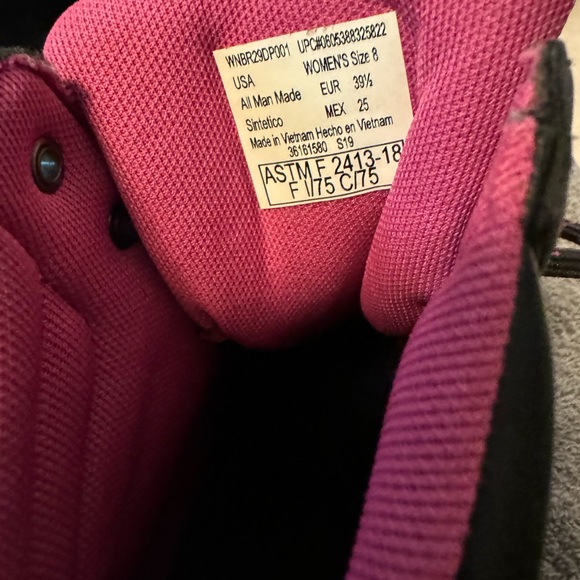 WNBR29DP001 UPC#0605388325822
USA WOMEN'S Size 8
All Man Made EUR 39½
Sintetico MEX 25
Made in Vietnam Hecho en Vietnam
36161580 S19
ASTM F 2413-18
F I/75 C/75